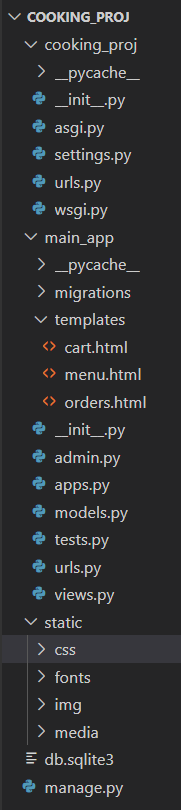 COOKING_PROJ
cooking_proj
__pycache__
__init__.py
asgi.py
settings.py
urls.py
wsgi.py
main_app
__pycache__
migrations
templates
cart.html
menu.html
orders.html
__init__.py
admin.py
apps.py
models.py
tests.py
urls.py
views.py
static
css
fonts
img
media
db.sqlite3
manage.py